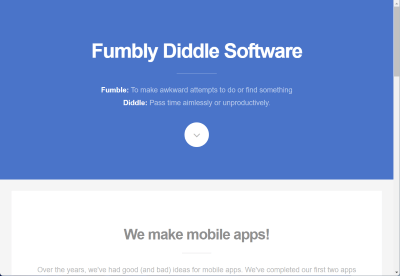 Fumbly Diddle Software
Fumble: To make awkward attempts to do or find something
Diddle: Pass time aimlessly or unproductively.
We make mobile apps!
Over the years, we've had good (and bad) ideas for mobile apps. We've completed our first two apps